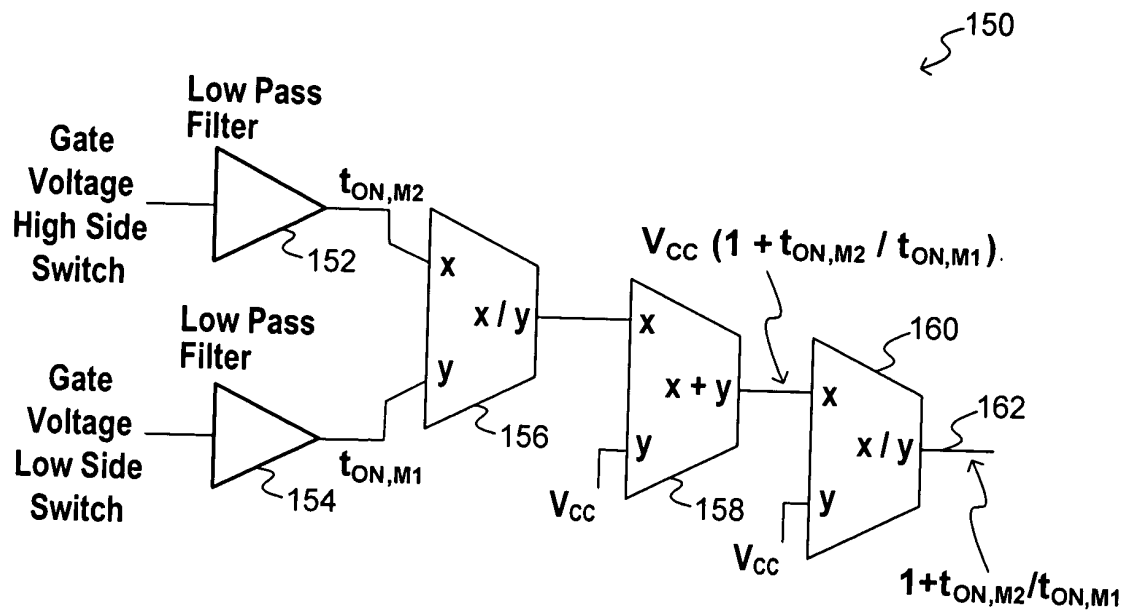 150
Low Pass
Filter
Gate
Voltage
High Side
Switch
t_ON,M2
152
x
x / y
y
156
Low Pass
Filter
Gate
Voltage
Low Side
Switch
t_ON,M1
154
V_CC (1 + t_ON,M2 / t_ON,M1).
x
x + y
y
V_CC
158
160
x
x / y
y
V_CC
162
1+t_ON,M2/t_ON,M1